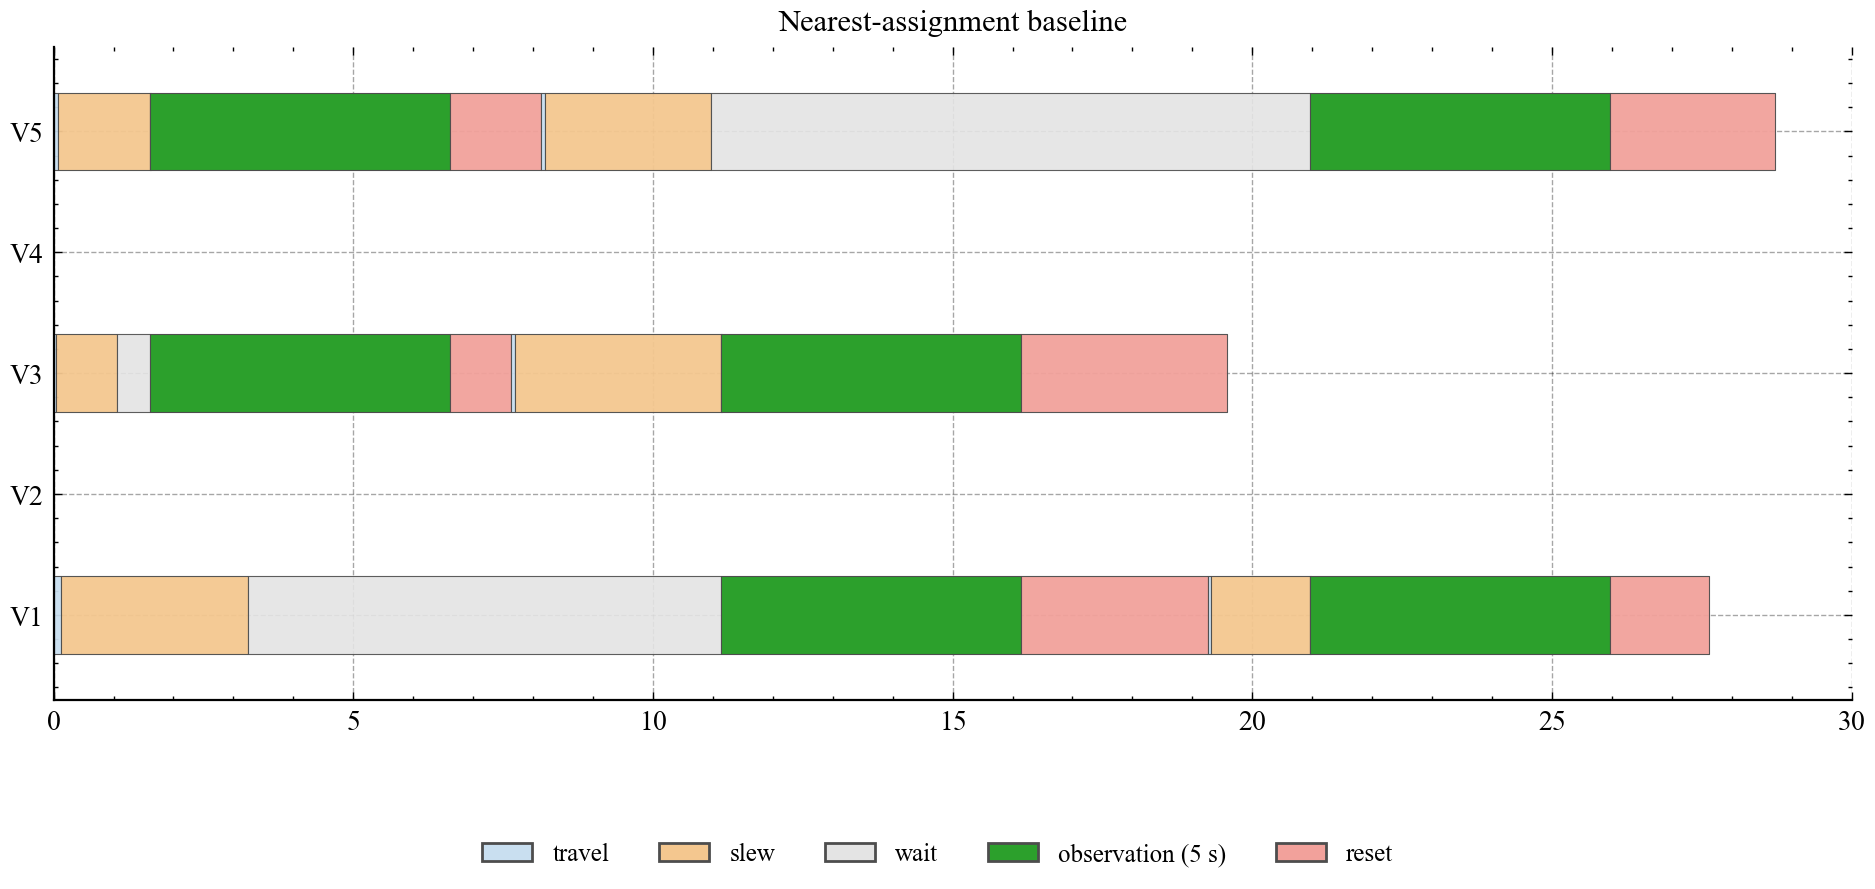 Nearest-assignment baseline
V5
V4
V3
V2
V1
0 5 10 15 20 25 30
travel slew wait observation (5 s) reset